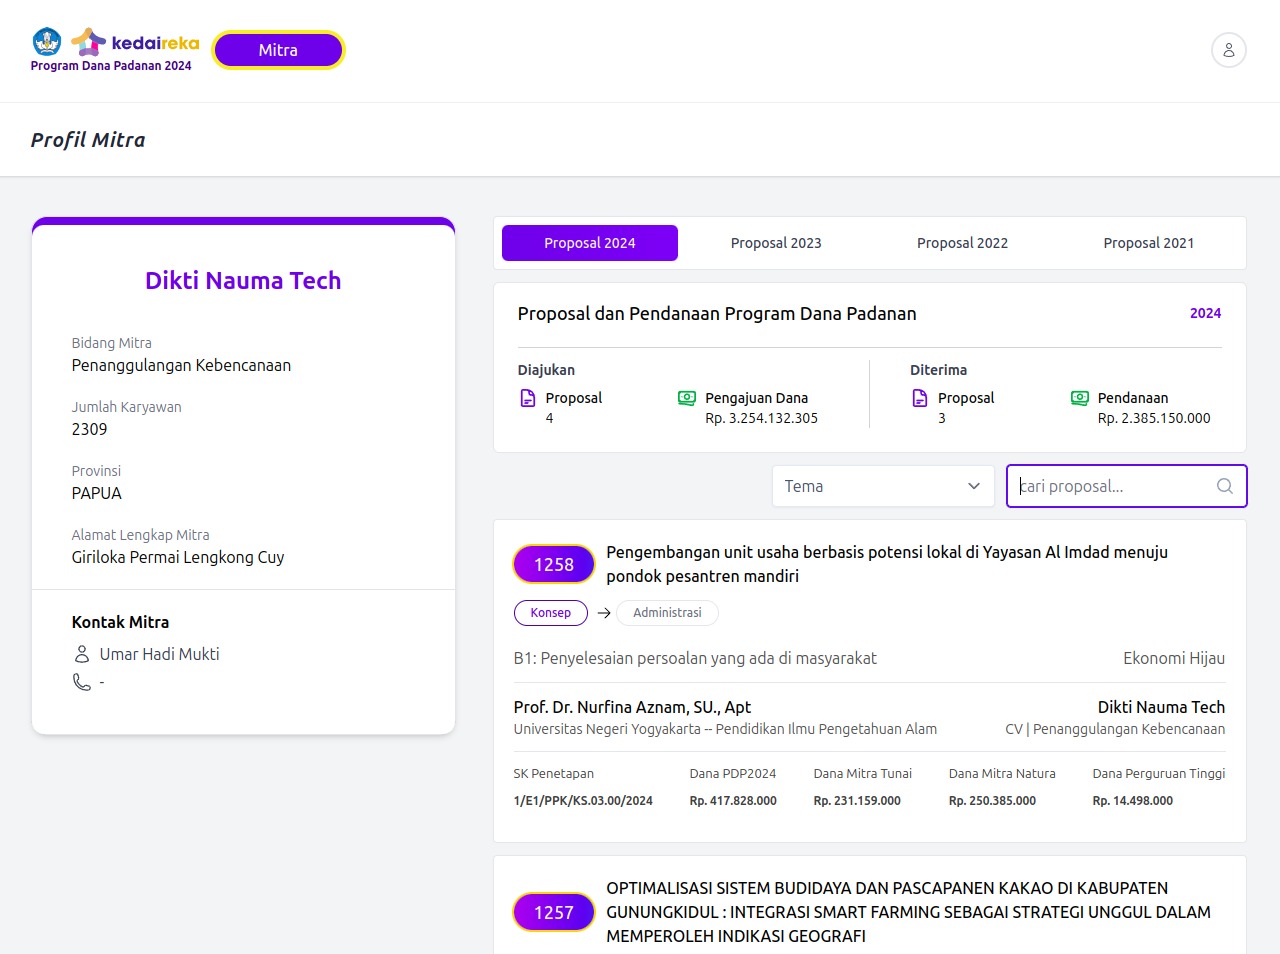 kedaireka
Program Dana Padanan 2024
Mitra
Profil Mitra
Dikti Nauma Tech
Bidang Mitra
Penanggulangan Kebencanaan
Jumlah Karyawan
2309
Provinsi
PAPUA
Alamat Lengkap Mitra
Giriloka Permai Lengkong Cuy
Kontak Mitra
Umar Hadi Mukti
-
Proposal 2024 Proposal 2023 Proposal 2022 Proposal 2021
Proposal dan Pendanaan Program Dana Padanan 2024
Diajukan Diterima
Proposal Pengajuan Dana Proposal Pendanaan
4 Rp. 3.254.132.305 3 Rp. 2.385.150.000
Tema cari proposal...
1258
Pengembangan unit usaha berbasis potensi lokal di Yayasan Al Imdad menuju
pondok pesantren mandiri
Konsep Administrasi
B1: Penyelesaian persoalan yang ada di masyarakat Ekonomi Hijau
Prof. Dr. Nurfina Aznam, SU., Apt Dikti Nauma Tech
Universitas Negeri Yogyakarta -- Pendidikan Ilmu Pengetahuan Alam CV | Penanggulangan Kebencanaan
SK Penetapan Dana PDP2024 Dana Mitra Tunai Dana Mitra Natura Dana Perguruan Tinggi
1/E1/PPK/KS.03.00/2024 Rp. 417.828.000 Rp. 231.159.000 Rp. 250.385.000 Rp. 14.498.000
1257
OPTIMALISASI SISTEM BUDIDAYA DAN PASCAPANEN KAKAO DI KABUPATEN
GUNUNGKIDUL : INTEGRASI SMART FARMING SEBAGAI STRATEGI UNGGUL DALAM
MEMPEROLEH INDIKASI GEOGRAFI